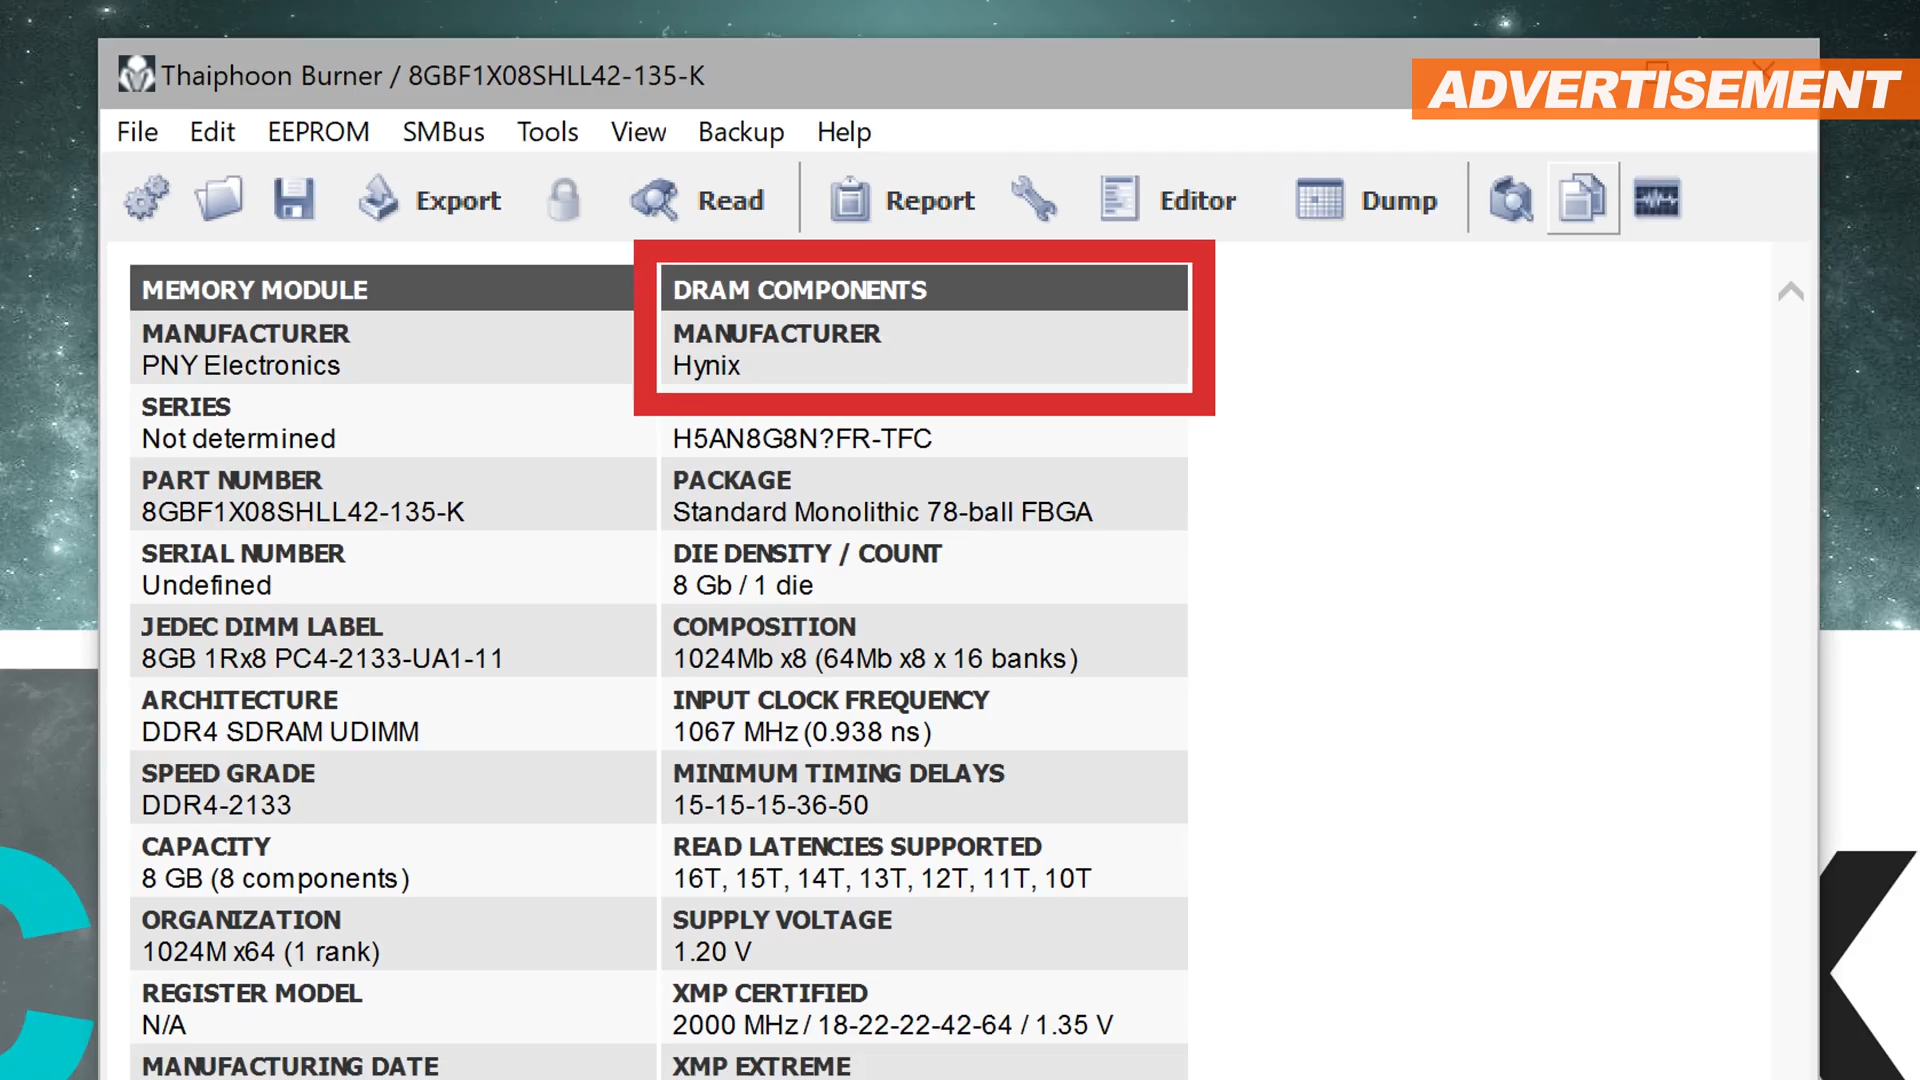 Thaiphoon Burner / 8GBF1X08SHLL42-135-K
ADVERTISEMENT
File Edit EEPROM SMBus Tools View Backup Help
Export Read Report Editor Dump
MEMORY MODULE
MANUFACTURER
PNY Electronics
SERIES
Not determined
PART NUMBER
8GBF1X08SHLL42-135-K
SERIAL NUMBER
Undefined
JEDEC DIMM LABEL
8GB 1Rx8 PC4-2133-UA1-11
ARCHITECTURE
DDR4 SDRAM UDIMM
SPEED GRADE
DDR4-2133
CAPACITY
8 GB (8 components)
ORGANIZATION
1024M x64 (1 rank)
REGISTER MODEL
N/A
MANUFACTURING DATE
DRAM COMPONENTS
MANUFACTURER
Hynix
H5AN8G8N?FR-TFC
PACKAGE
Standard Monolithic 78-ball FBGA
DIE DENSITY / COUNT
8 Gb / 1 die
COMPOSITION
1024Mb x8 (64Mb x8 x 16 banks)
INPUT CLOCK FREQUENCY
1067 MHz (0.938 ns)
MINIMUM TIMING DELAYS
15-15-15-36-50
READ LATENCIES SUPPORTED
16T, 15T, 14T, 13T, 12T, 11T, 10T
SUPPLY VOLTAGE
1.20 V
XMP CERTIFIED
2000 MHz / 18-22-22-42-64 / 1.35 V
XMP EXTREME